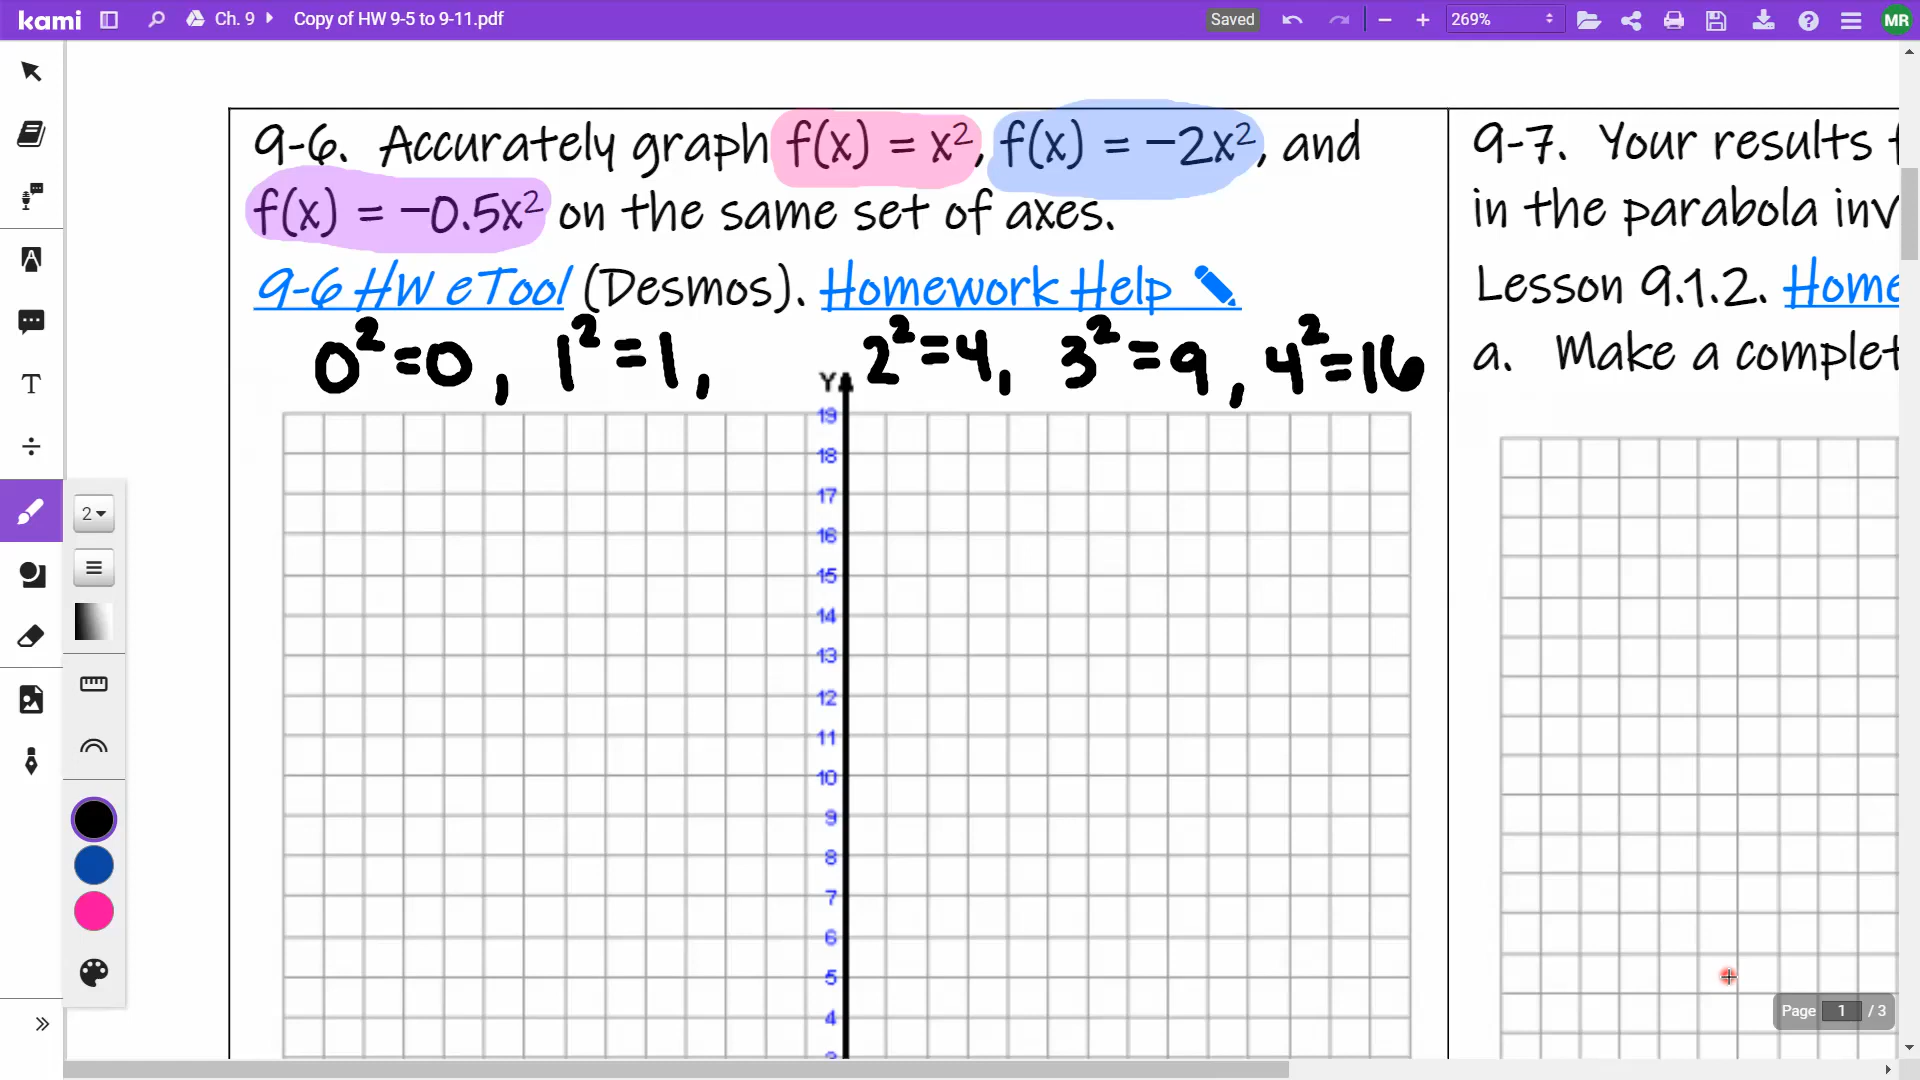 kami Ch. 9 Copy of HW 9-5 to 9-11.pdf Saved 269% MR
9-6. Accurately graph f(x) = x², f(x) = −2x², and
f(x) = −0.5x² on the same set of axes.
9-6 HW eTool (Desmos). Homework Help
0²=0, 1²=1, 2²=4, 3²=9, 4²=16
Y
19
18
17
16
15
14
13
12
11
10
9
8
7
6
5
4
9-7. Your results
in the parabola inv
Lesson 9.1.2. Home
a. Make a complet
T
2
Page 1 / 3